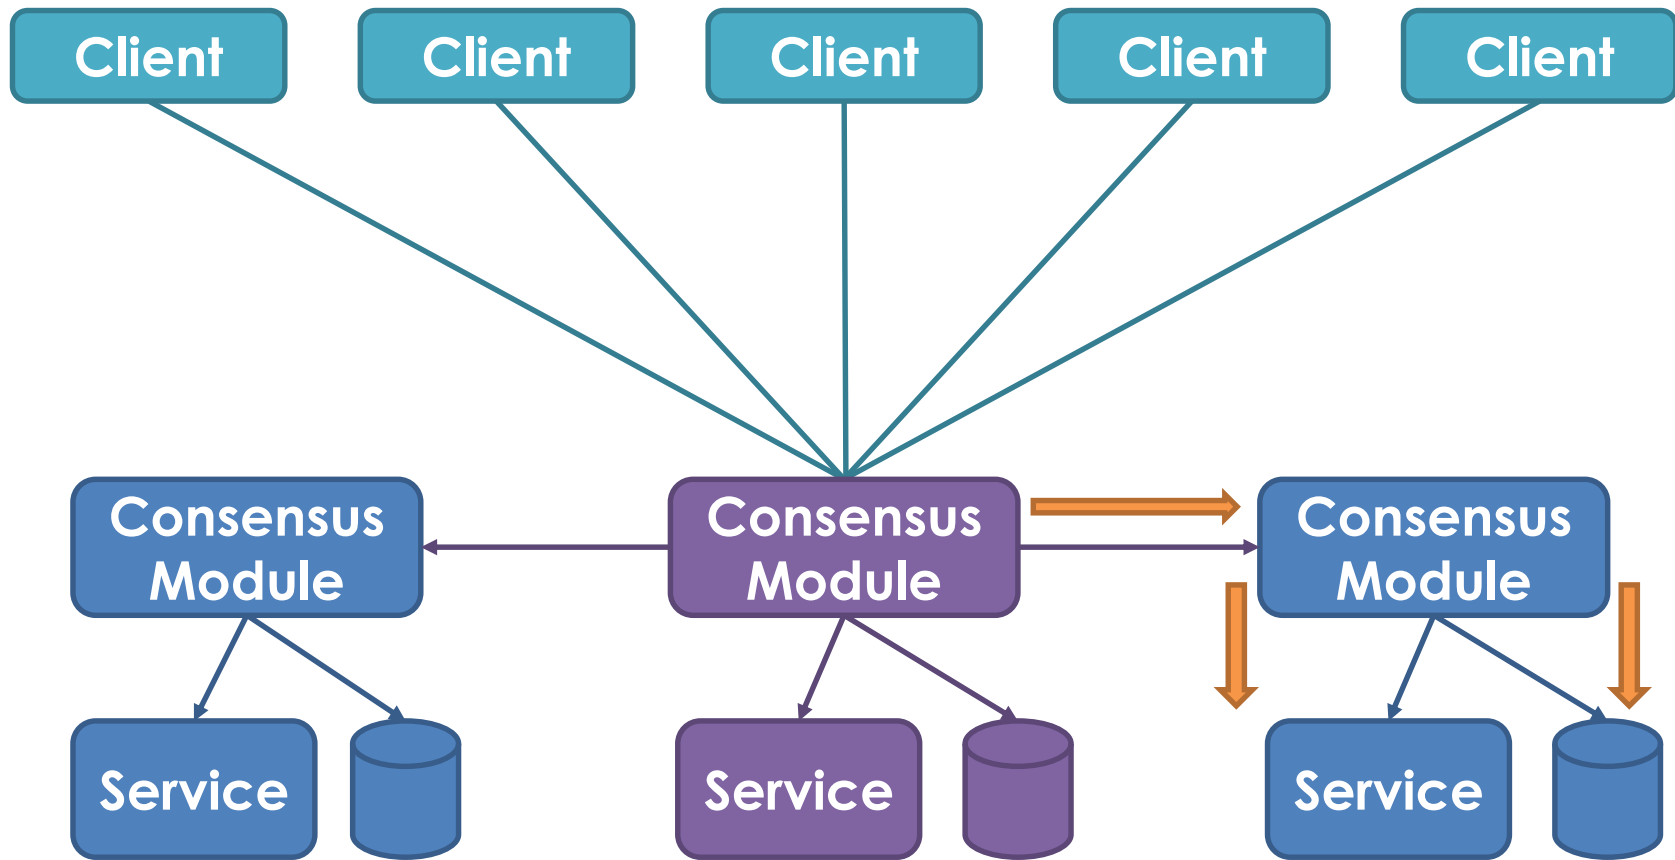 Client
Client
Client
Client
Client
Consensus
Module
Consensus
Module
Consensus
Module
Service
Service
Service